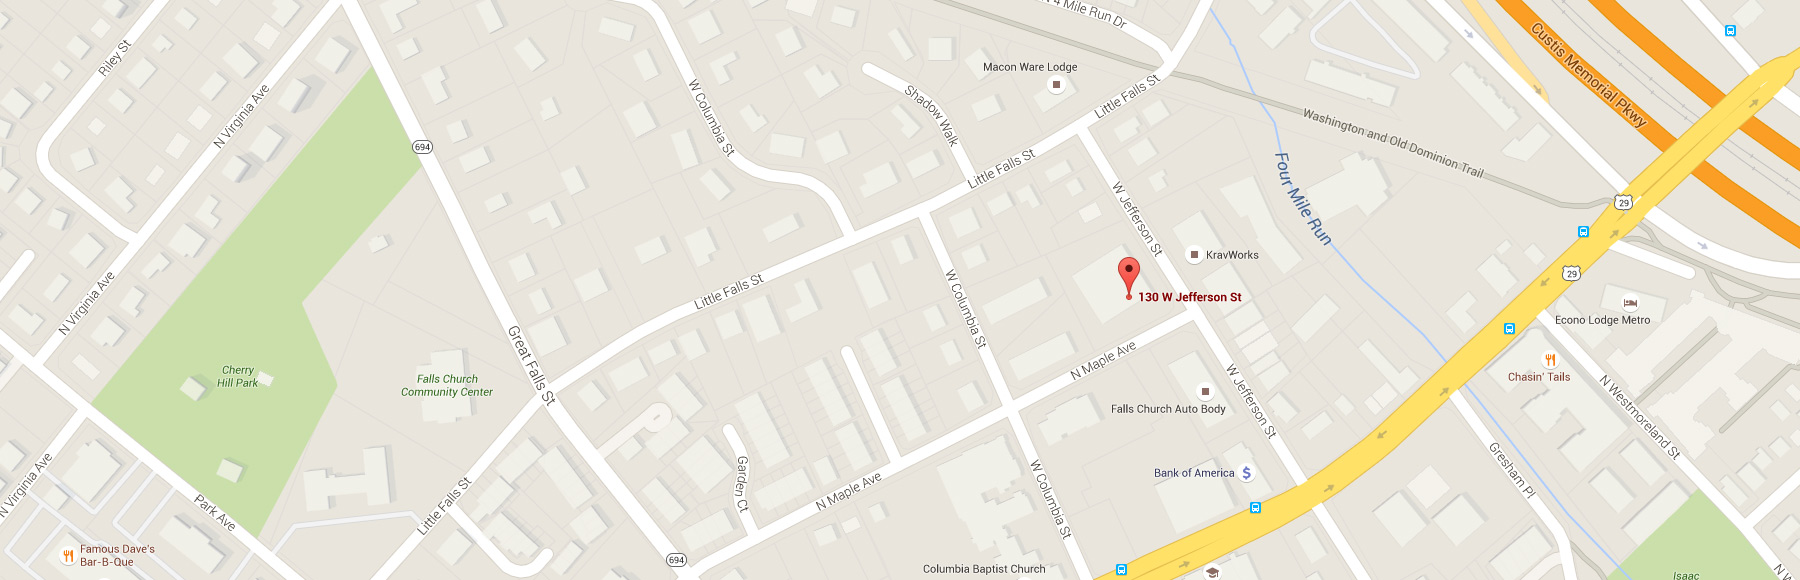 4 Mile Run Dr
Riley St
Custis Memorial Pkwy
Macon Ware Lodge
Little Falls St
W Columbia St
Shadow Walk
N Virginia Ave
Washington and Old Dominion Trail
694
Little Falls St
Four Mile Run
29
W Jefferson St
KravWorks
29
130 W Jefferson St
N Virginia Ave
Little Falls St
W Columbia St
Econo Lodge Metro
Great Falls St
N Maple Ave
Cherry
Hill Park
Falls Church
Community Center
Chasin' Tails
W Jefferson St
N Westmoreland St
Falls Church Auto Body
N Virginia Ave
Park Ave
Little Falls St
Garden Ct
N Maple Ave
W Columbia St
Bank of America
$
Gresham Pl
Famous Dave's
Bar-B-Que
694
Columbia Baptist Church
Isaac
N W